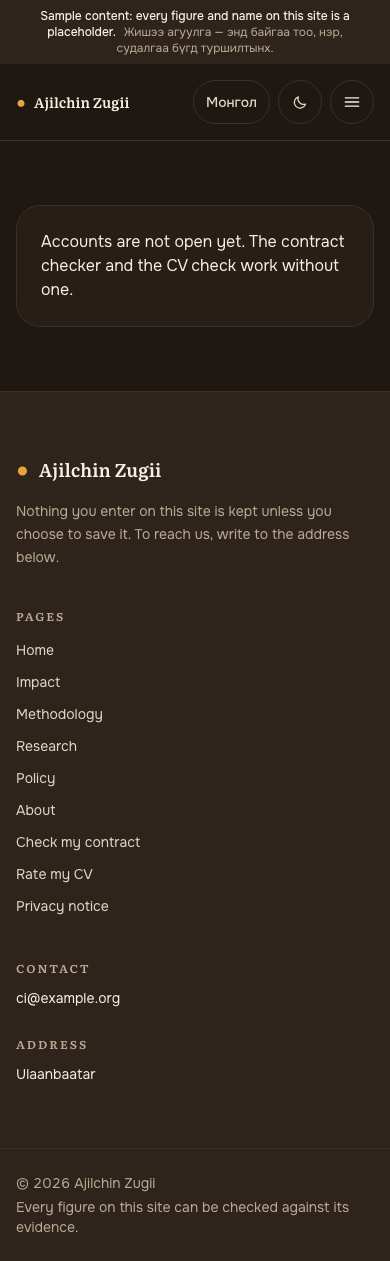 Sample content: every figure and name on this site is a
placeholder. Жишээ агуулга — энд байгаа тоо, нэр,
судалгаа бүгд туршилтынх.
Ajilchin Zugii
Монгол
Accounts are not open yet. The contract
checker and the CV check work without
one.
Ajilchin Zugii
Nothing you enter on this site is kept unless you
choose to save it. To reach us, write to the address
below.
PAGES
Home
Impact
Methodology
Research
Policy
About
Check my contract
Rate my CV
Privacy notice
CONTACT
ci@example.org
ADDRESS
Ulaanbaatar
© 2026 Ajilchin Zugii
Every figure on this site can be checked against its
evidence.